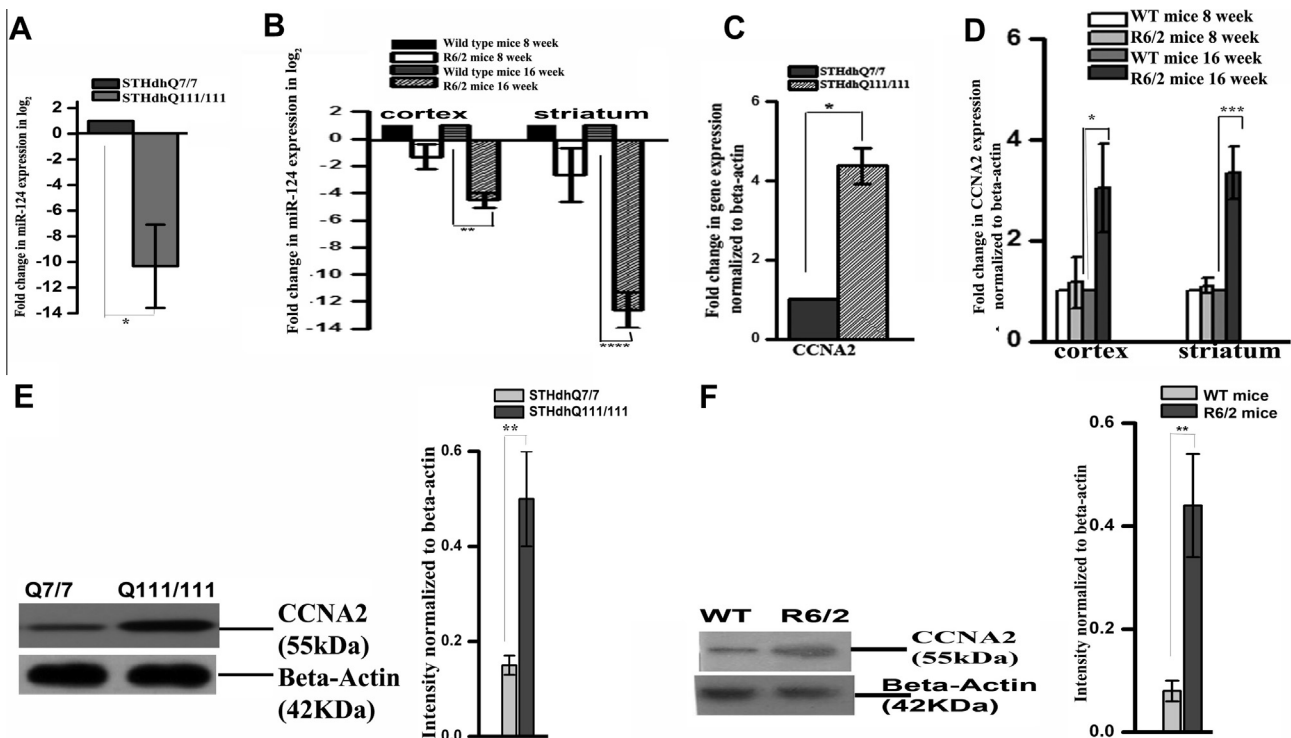 A
STHdhQ7/7
STHdhQ111/111
Fold change in miR-124 expression in log2
2
0
-2
-4
-6
-8
-10
-12
-14
*
B
Wild type mice 8 week
R6/2 mice 8 week
Wild type mice 16 week
R6/2 mice 16 week
Fold change in miR-124 expression in log2
2
0
-2
-4
-6
-8
-10
-12
-14
cortex
striatum
**
****
C
STHdhQ7/7
STHdhQ111/111
Fold change in gene expression
normalized to beta-actin
6
4
2
0
*
CCNA2
D
WT mice 8 week
R6/2 mice 8 week
WT mice 16 week
R6/2 mice 16 week
Fold change in CCNA2 expression
normalized to beta-actin
6
4
2
0
*
***
cortex
striatum
E
Q7/7
Q111/111
CCNA2
(55kDa)
Beta-Actin
(42KDa)
STHdhQ7/7
STHdhQ111/111
Intensity normalized to beta-actin
0.6
0.4
0.2
0.0
**
F
WT
R6/2
CCNA2
(55kDa)
Beta-Actin
(42KDa)
WT mice
R6/2 mice
Intensity normalized to beta-actin
0.6
0.4
0.2
0.0
**